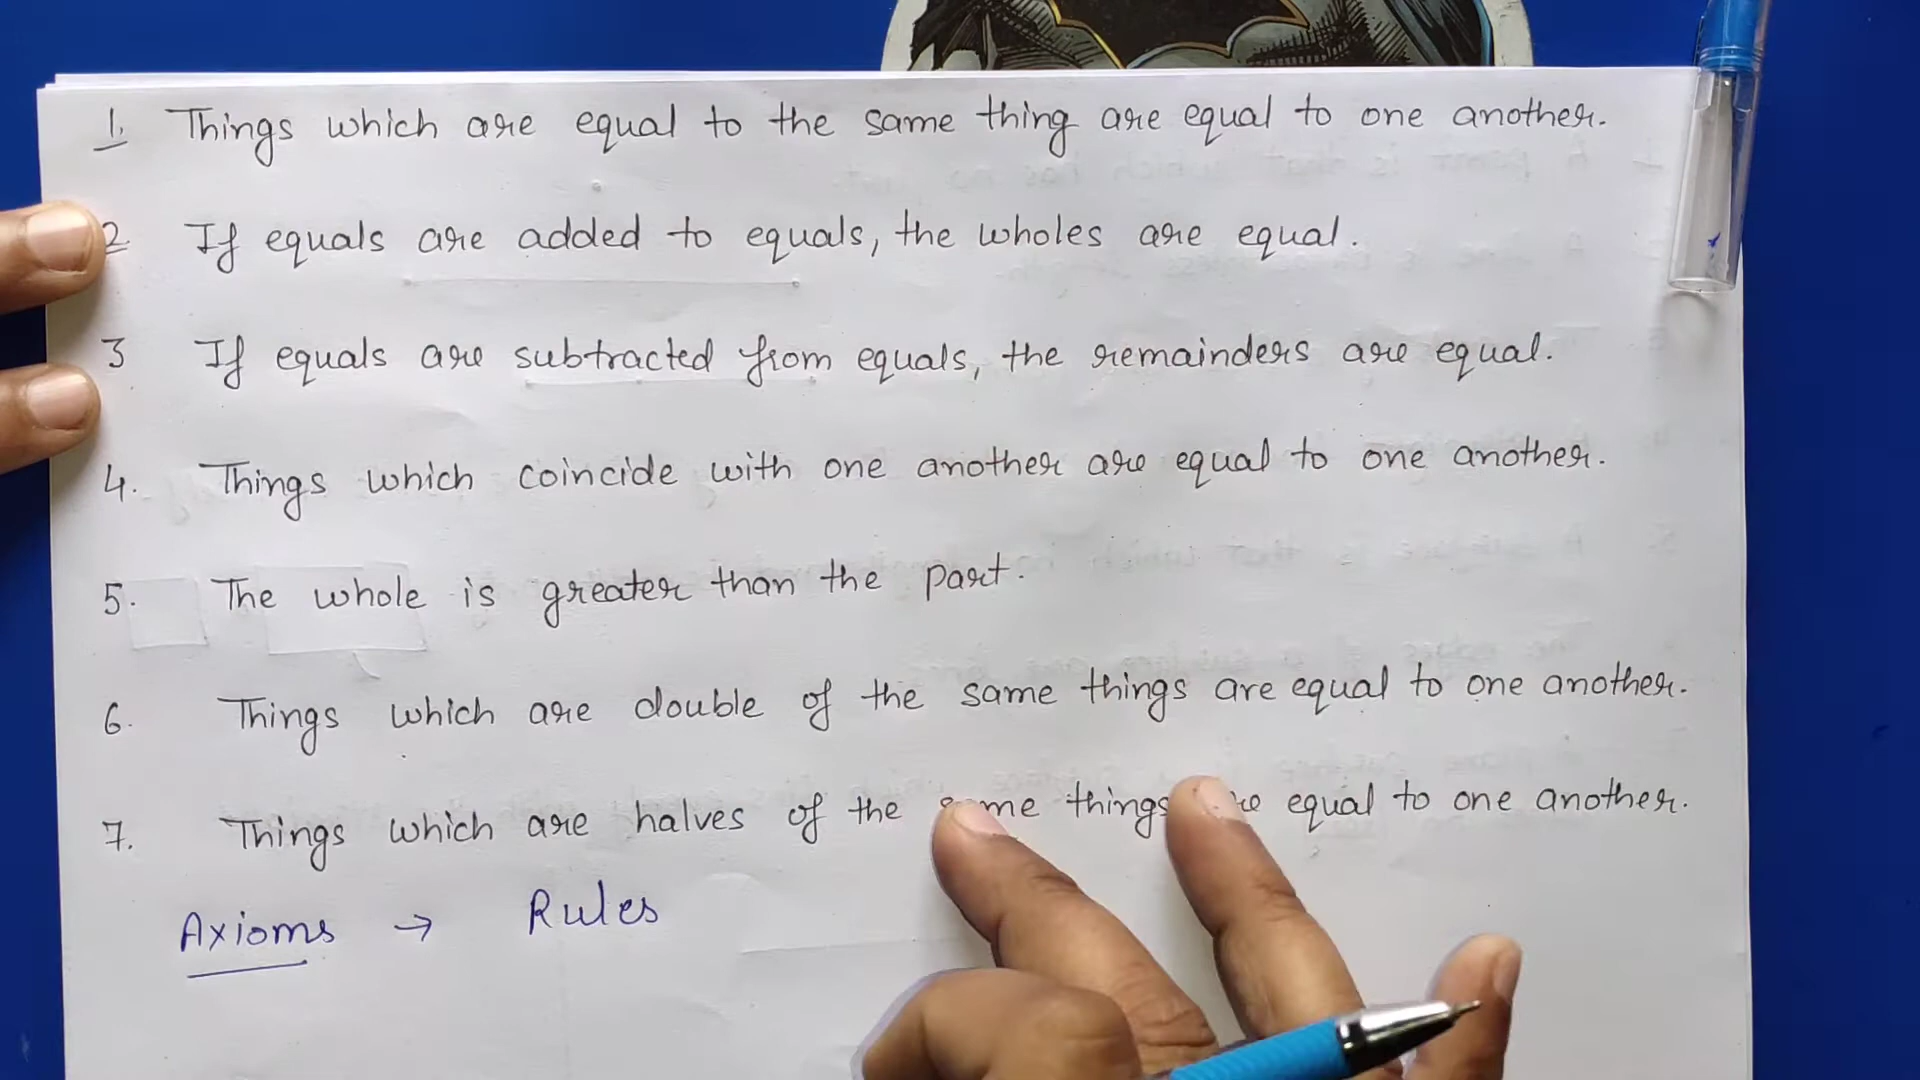 1. Things which are equal to the same thing are equal to one another.
2 If equals are added to equals, the wholes are equal.
3 If equals are subtracted from equals, the remainders are equal.
4. Things which coincide with one another are equal to one another.
5. The whole is greater than the part.
6. Things which are double of the same things are equal to one another.
7. Things which are halves of the same things are equal to one another.
Axioms → Rules